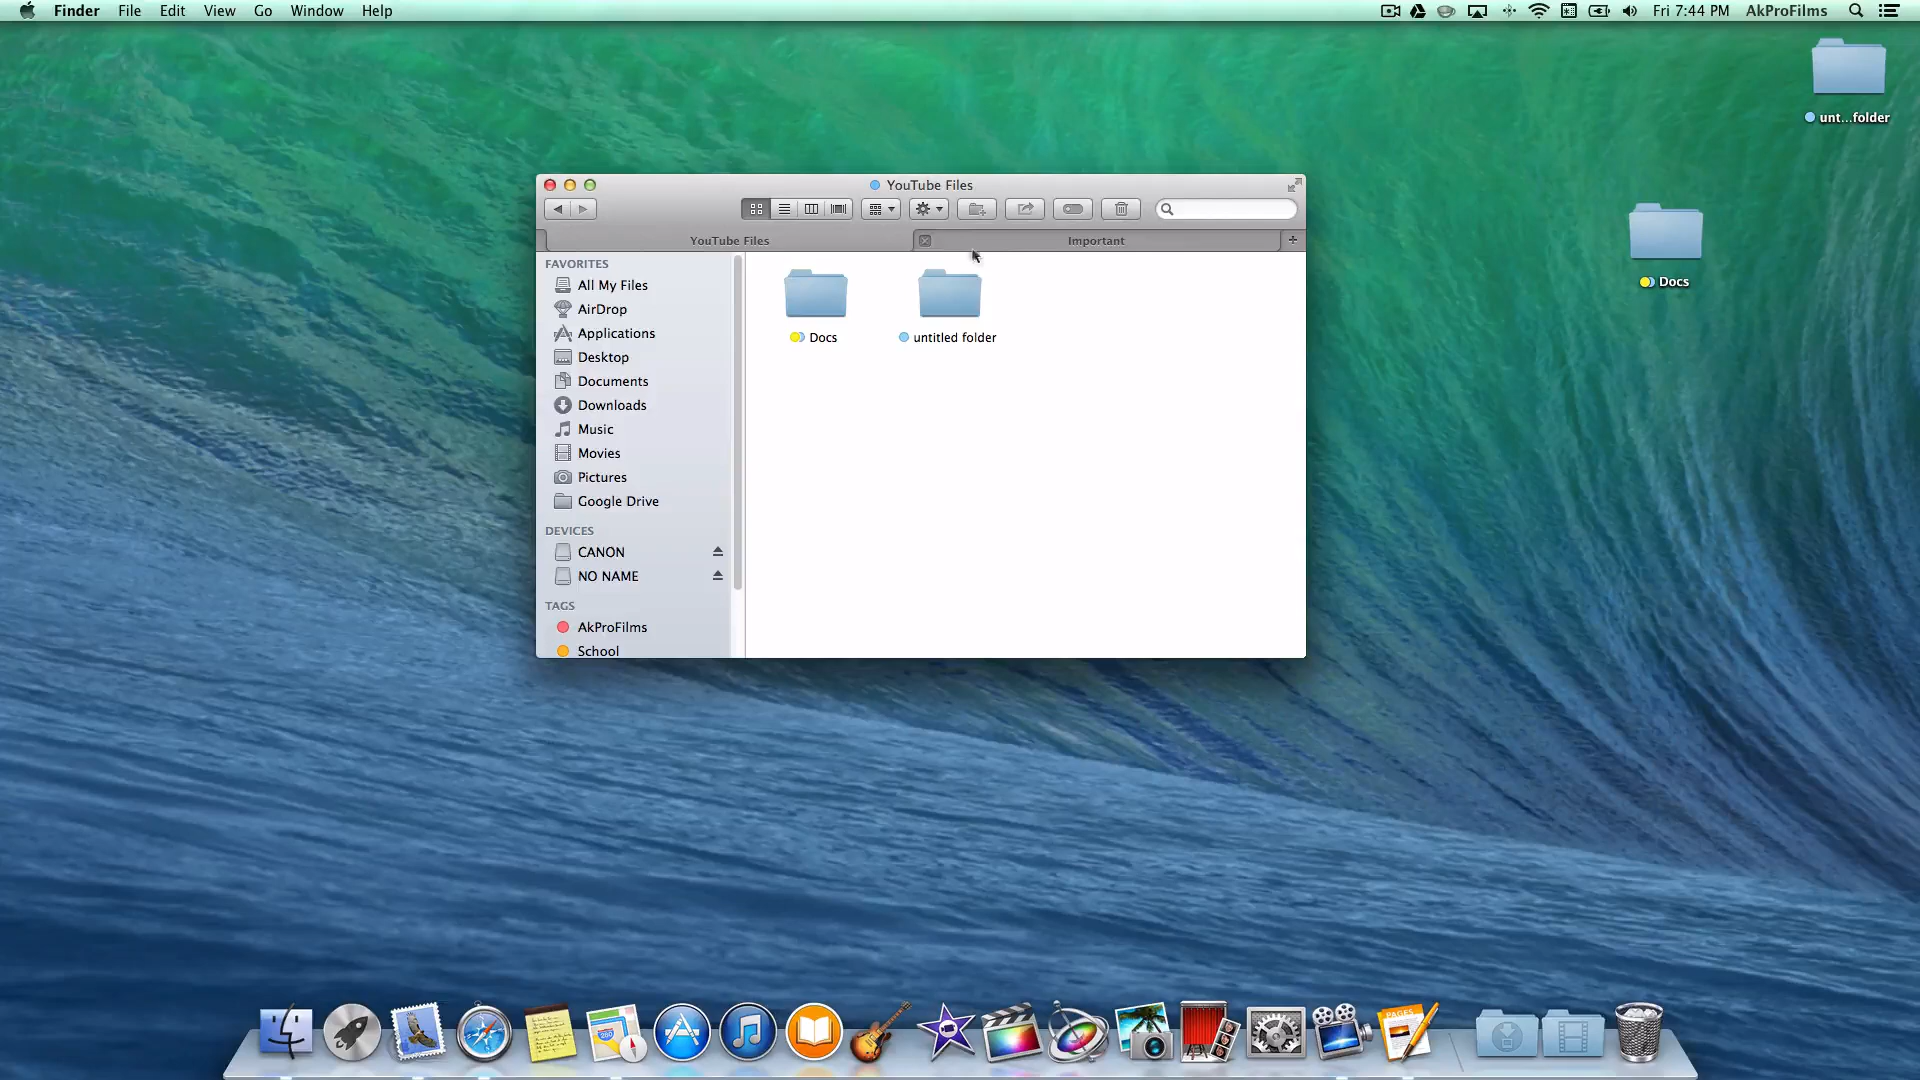 Finder File Edit View Go Window Help Fri 7:44 PM AkProFilms
unt...folder
Docs
YouTube Files
YouTube Files Important
FAVORITES
All My Files
AirDrop
Applications
Desktop
Documents
Downloads
Music
Movies
Pictures
Google Drive
DEVICES
CANON
NO NAME
TAGS
AkProFilms
School
Docs untitled folder
PAGES
280